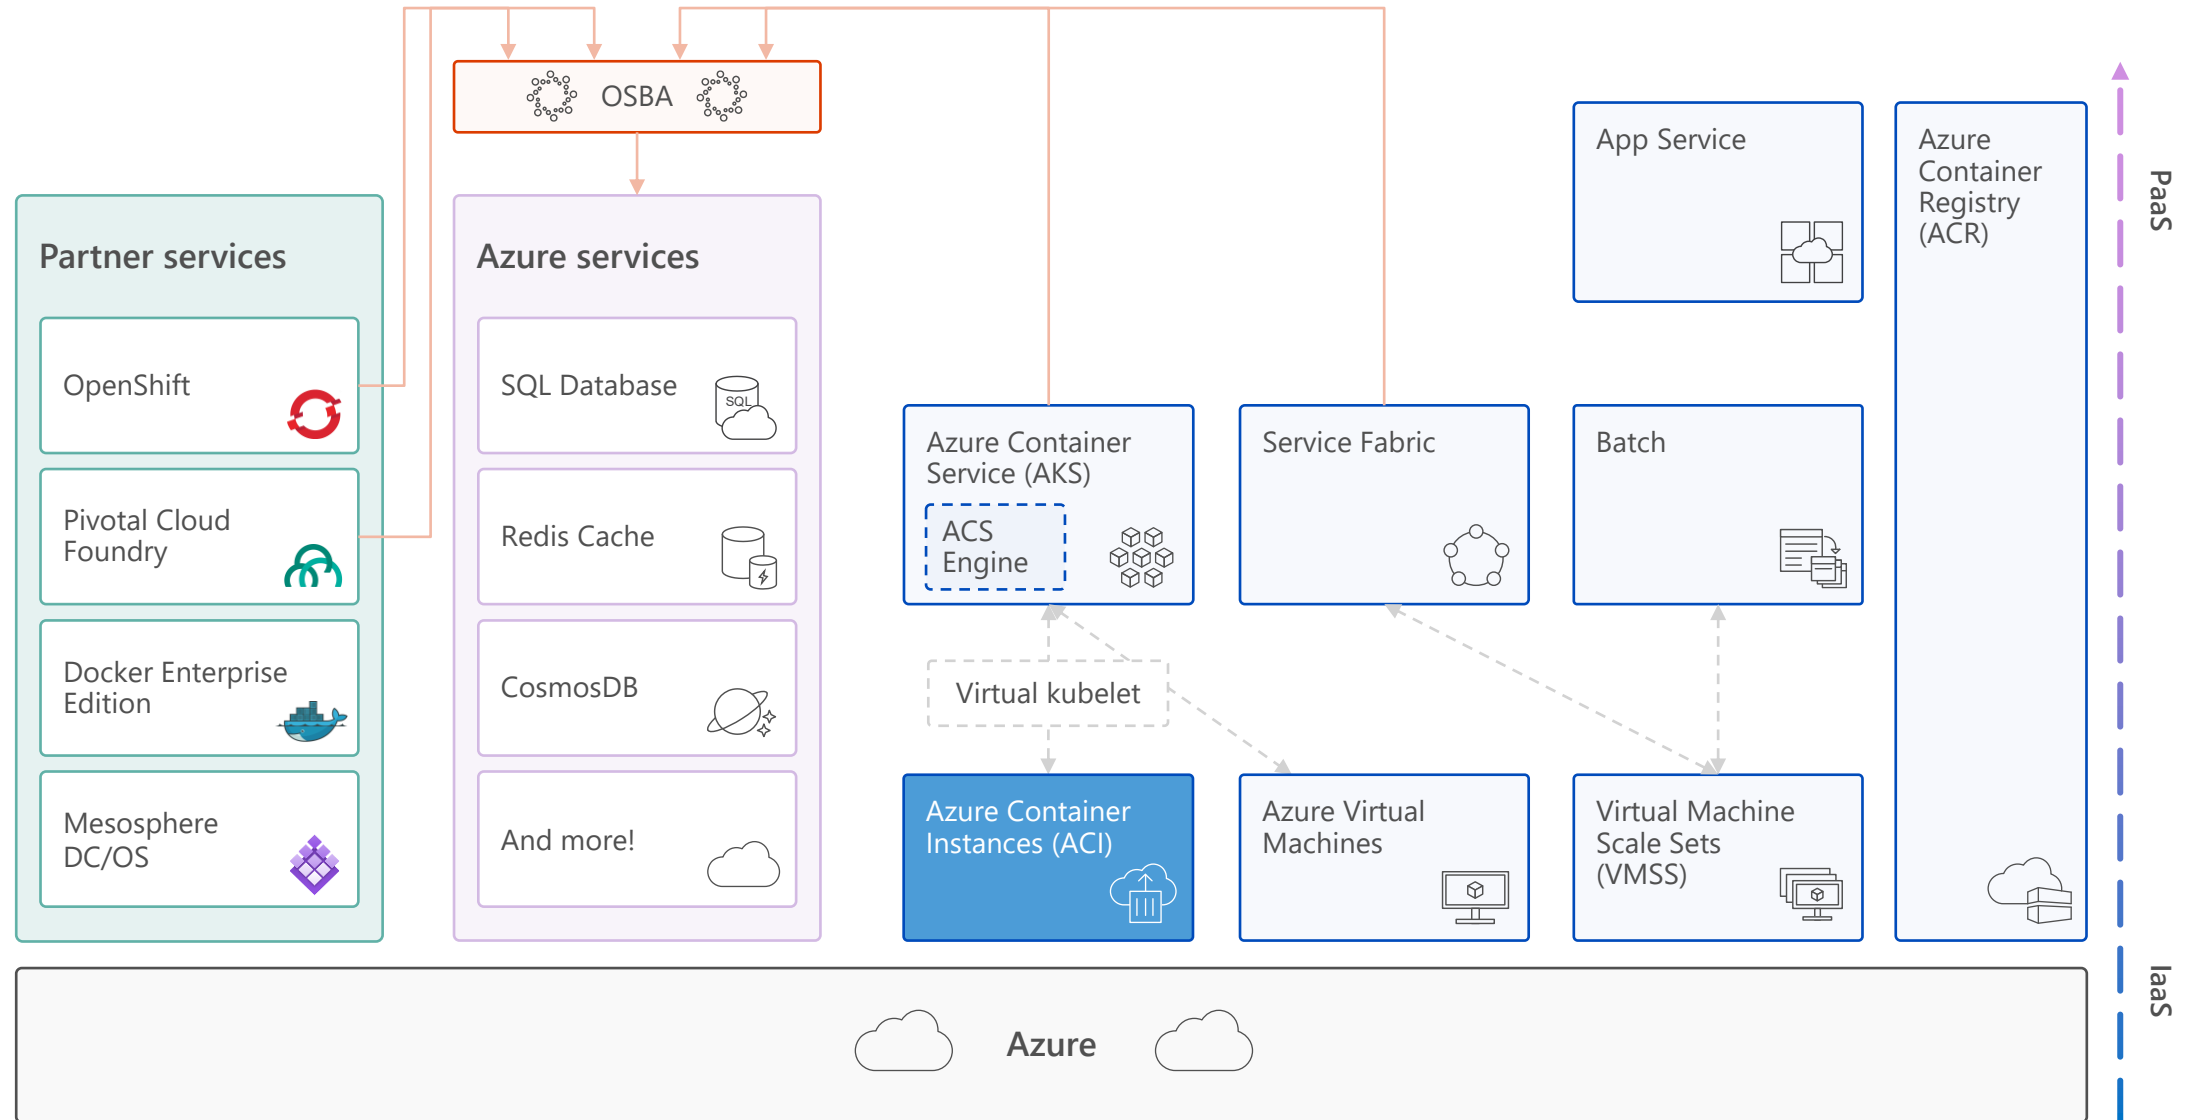 OSBA
Partner services
OpenShift
Pivotal Cloud
Foundry
Docker Enterprise
Edition
Mesosphere
DC/OS
Azure services
SQL Database
SQL
Redis Cache
CosmosDB
And more!
Azure Container
Service (AKS)
ACS
Engine
Virtual kubelet
Azure Container
Instances (ACI)
Service Fabric
Azure Virtual
Machines
App Service
Batch
Virtual Machine
Scale Sets
(VMSS)
Azure
Container
Registry
(ACR)
PaaS
IaaS
Azure